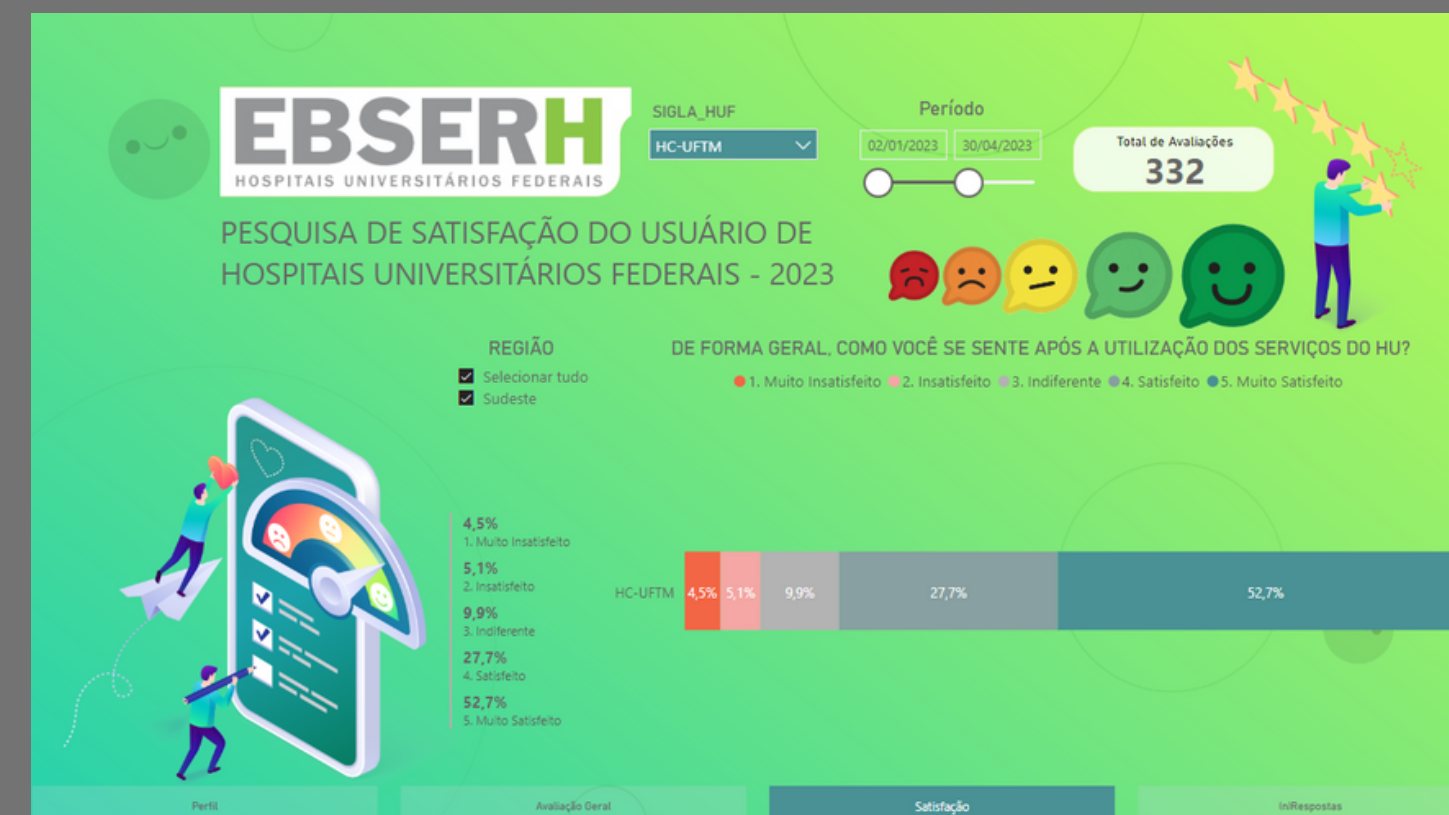 EBSERH
HOSPITAIS UNIVERSITÁRIOS FEDERAIS
SIGLA_HUF
HC-UFTM
Período
02/01/2023
30/04/2023
Total de Avaliações
332
PESQUISA DE SATISFAÇÃO DO USUÁRIO DE
HOSPITAIS UNIVERSITÁRIOS FEDERAIS - 2023
REGIÃO
Selecionar tudo
Sudeste
DE FORMA GERAL, COMO VOCÊ SE SENTE APÓS A UTILIZAÇÃO DOS SERVIÇOS DO HU?
1. Muito Insatisfeito 2. Insatisfeito 3. Indiferente 4. Satisfeito 5. Muito Satisfeito
4,5%
1. Muito Insatisfeito
5,1%
2. Insatisfeito
9,9%
3. Indiferente
27,7%
4. Satisfeito
52,7%
5. Muito Satisfeito
HC-UFTM 4,5% 5,1% 9,9% 27,7% 52,7%
Perfil
Avaliação Geral
Satisfação
IniRespostas